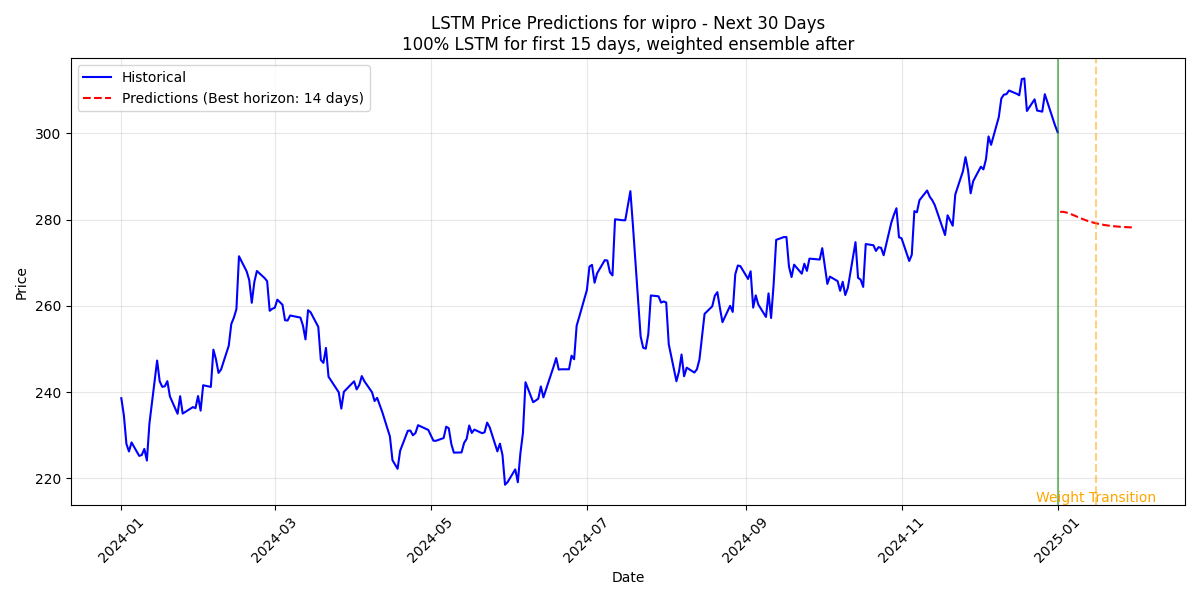 LSTM Price Predictions for wipro - Next 30 Days
100% LSTM for first 15 days, weighted ensemble after
Historical
Predictions (Best horizon: 14 days)
Price
300
280
260
240
220
Weight Transition
2024-01
2024-03
2024-05
2024-07
2024-09
2024-11
2025-01
Date